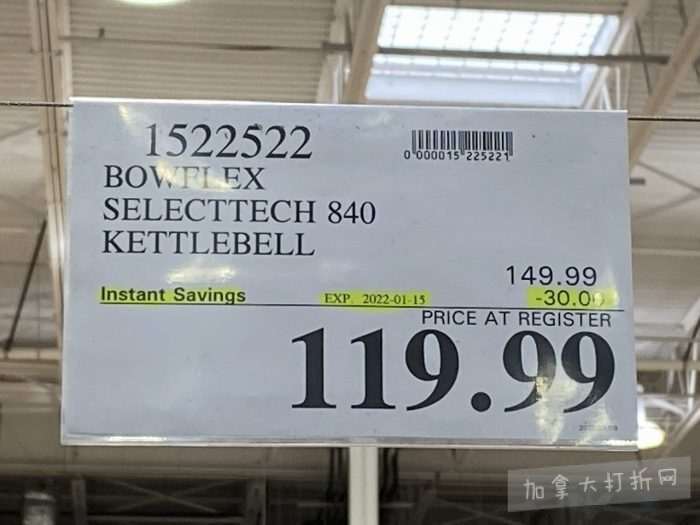 1522522
0 000015 225221
BOWFLEX
SELECTTECH 840
KETTLEBELL
149.99
Instant Savings EXP. 2022-01-15 -30.00
PRICE AT REGISTER
119.99
加拿大打折网